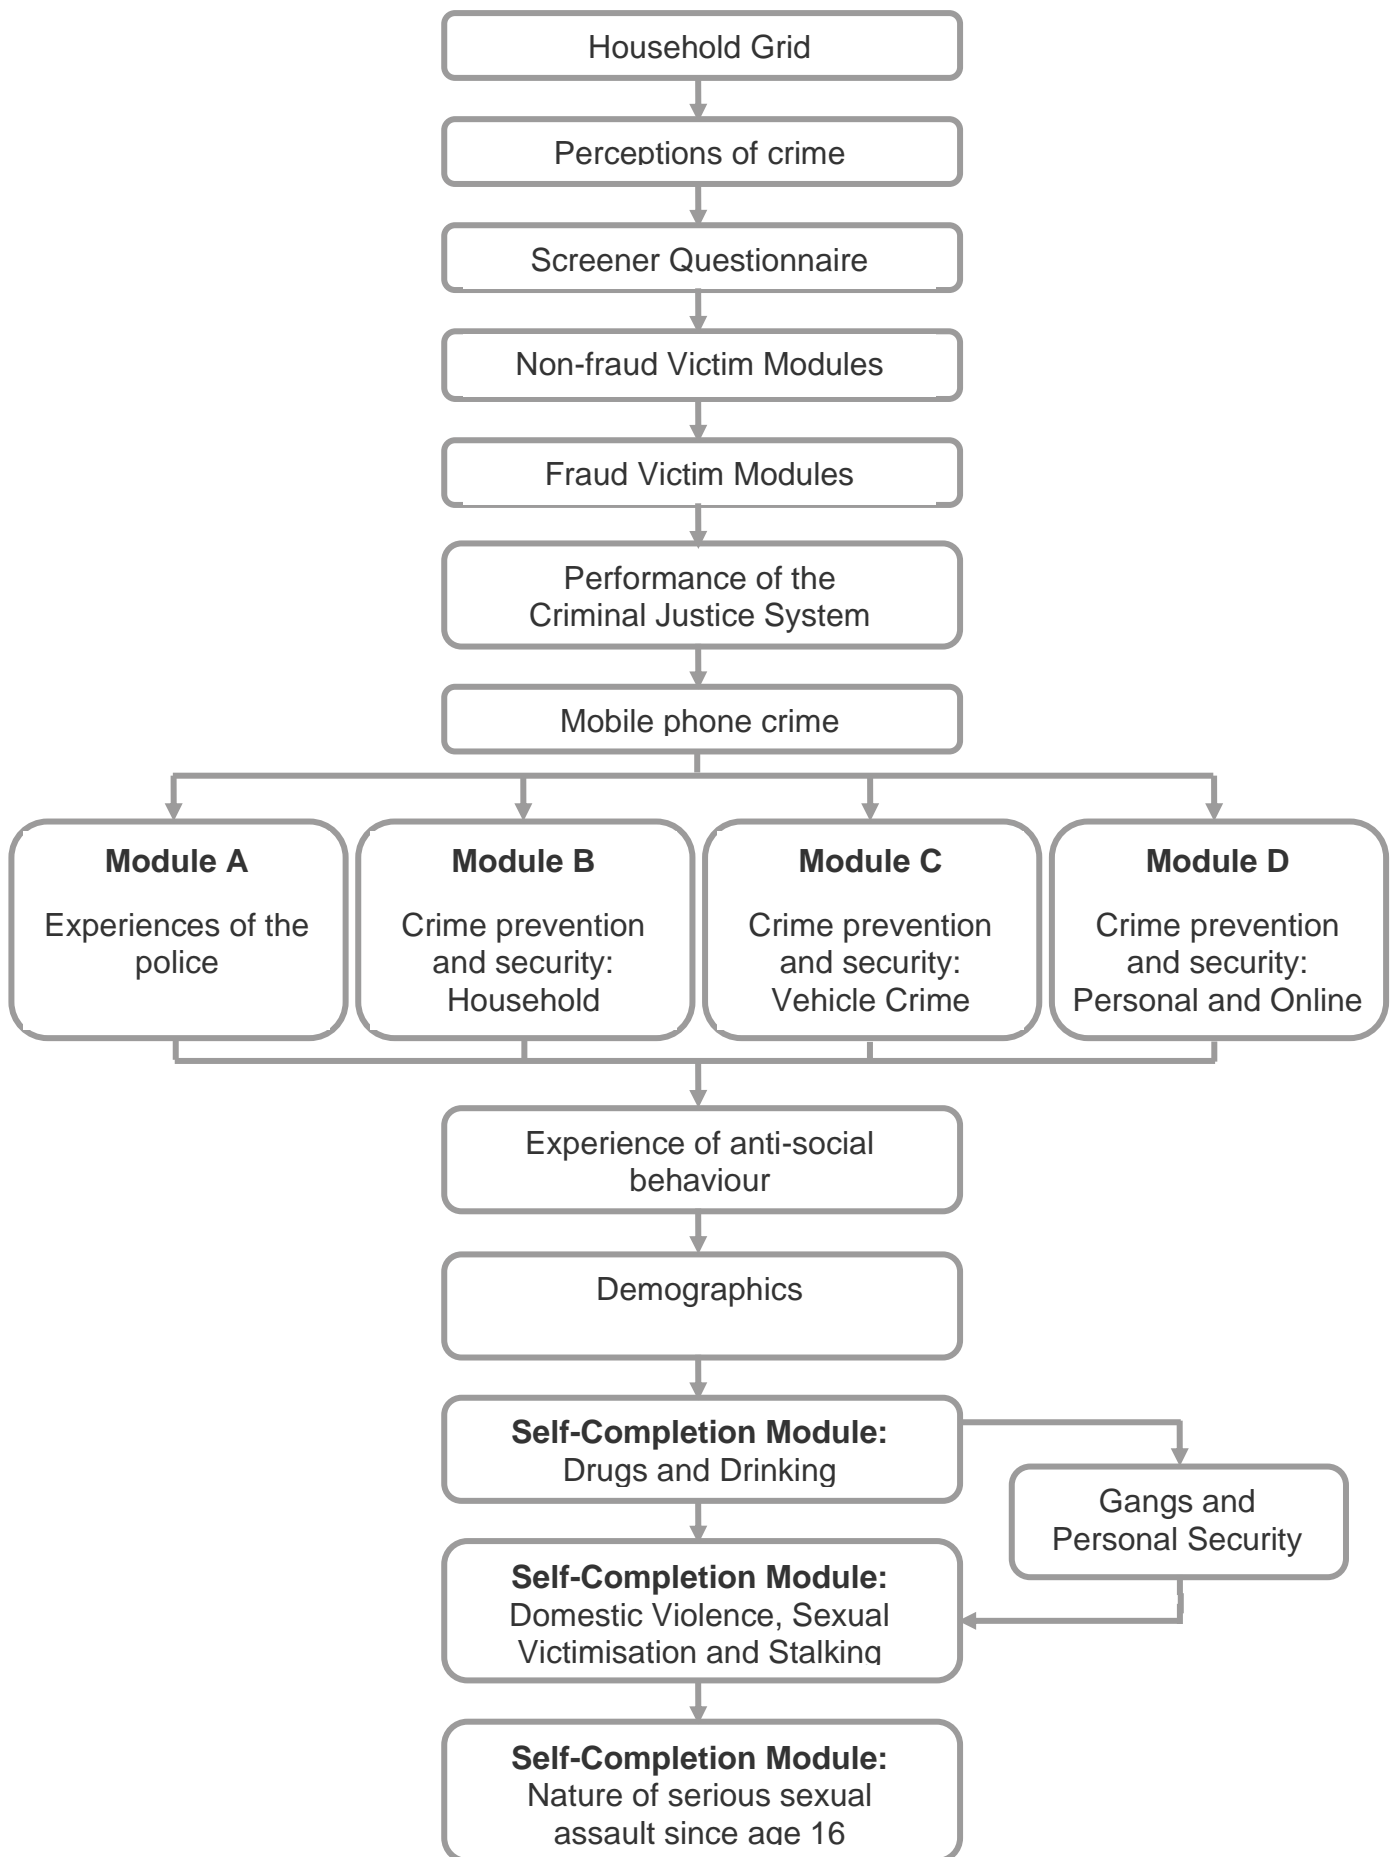 Household Grid
Perceptions of crime
Screener Questionnaire
Non-fraud Victim Modules
Fraud Victim Modules
Performance of the
Criminal Justice System
Mobile phone crime
Module A
Experiences of the
police
Module B
Crime prevention
and security:
Household
Module C
Crime prevention
and security:
Vehicle Crime
Module D
Crime prevention
and security:
Personal and Online
Experience of anti-social
behaviour
Demographics
Self-Completion Module:
Drugs and Drinking
Gangs and
Personal Security
Self-Completion Module:
Domestic Violence, Sexual
Victimisation and Stalking
Self-Completion Module:
Nature of serious sexual
assault since age 16